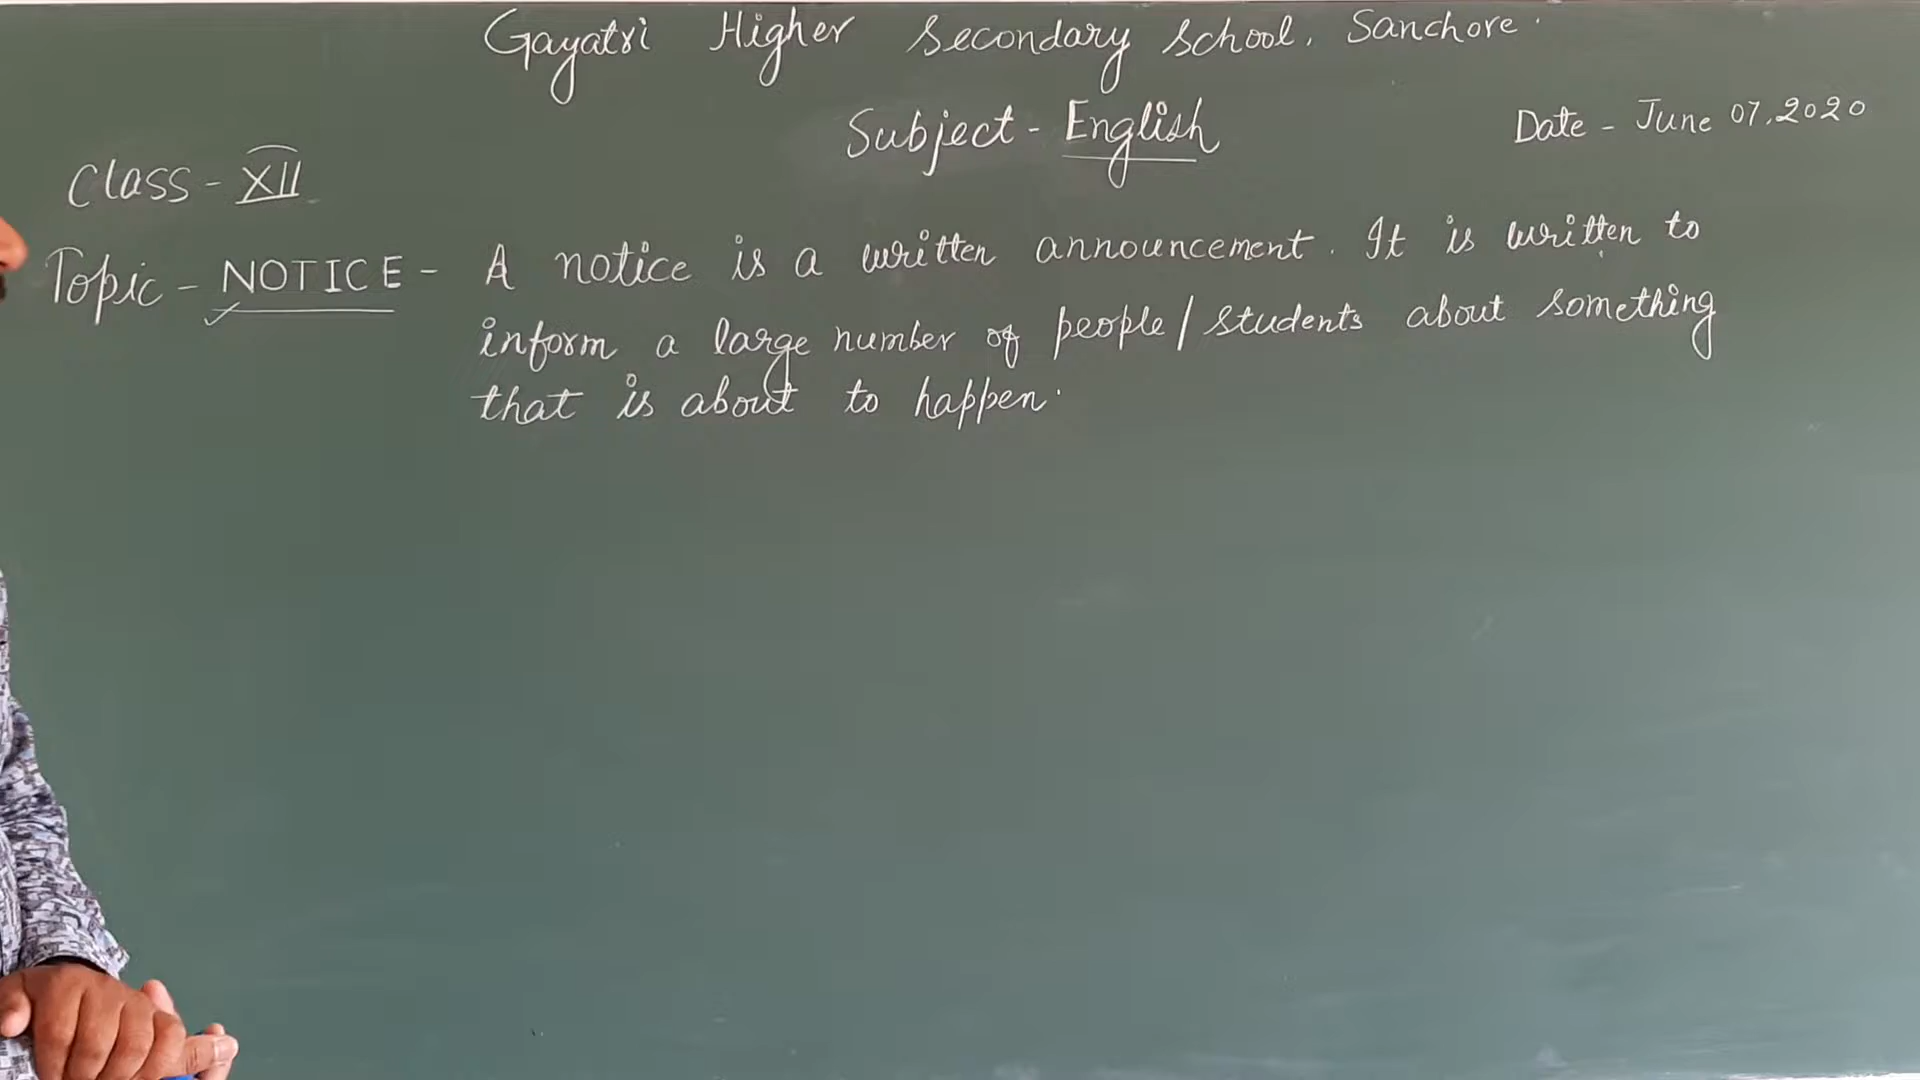 Gayatri Higher Secondary School, Sanchore.
Subject - English
Date - June 07, 2020
Class - XII
Topic - NOTICE - A notice is a written announcement. It is written to
inform a large number of people/students about something
that is about to happen.